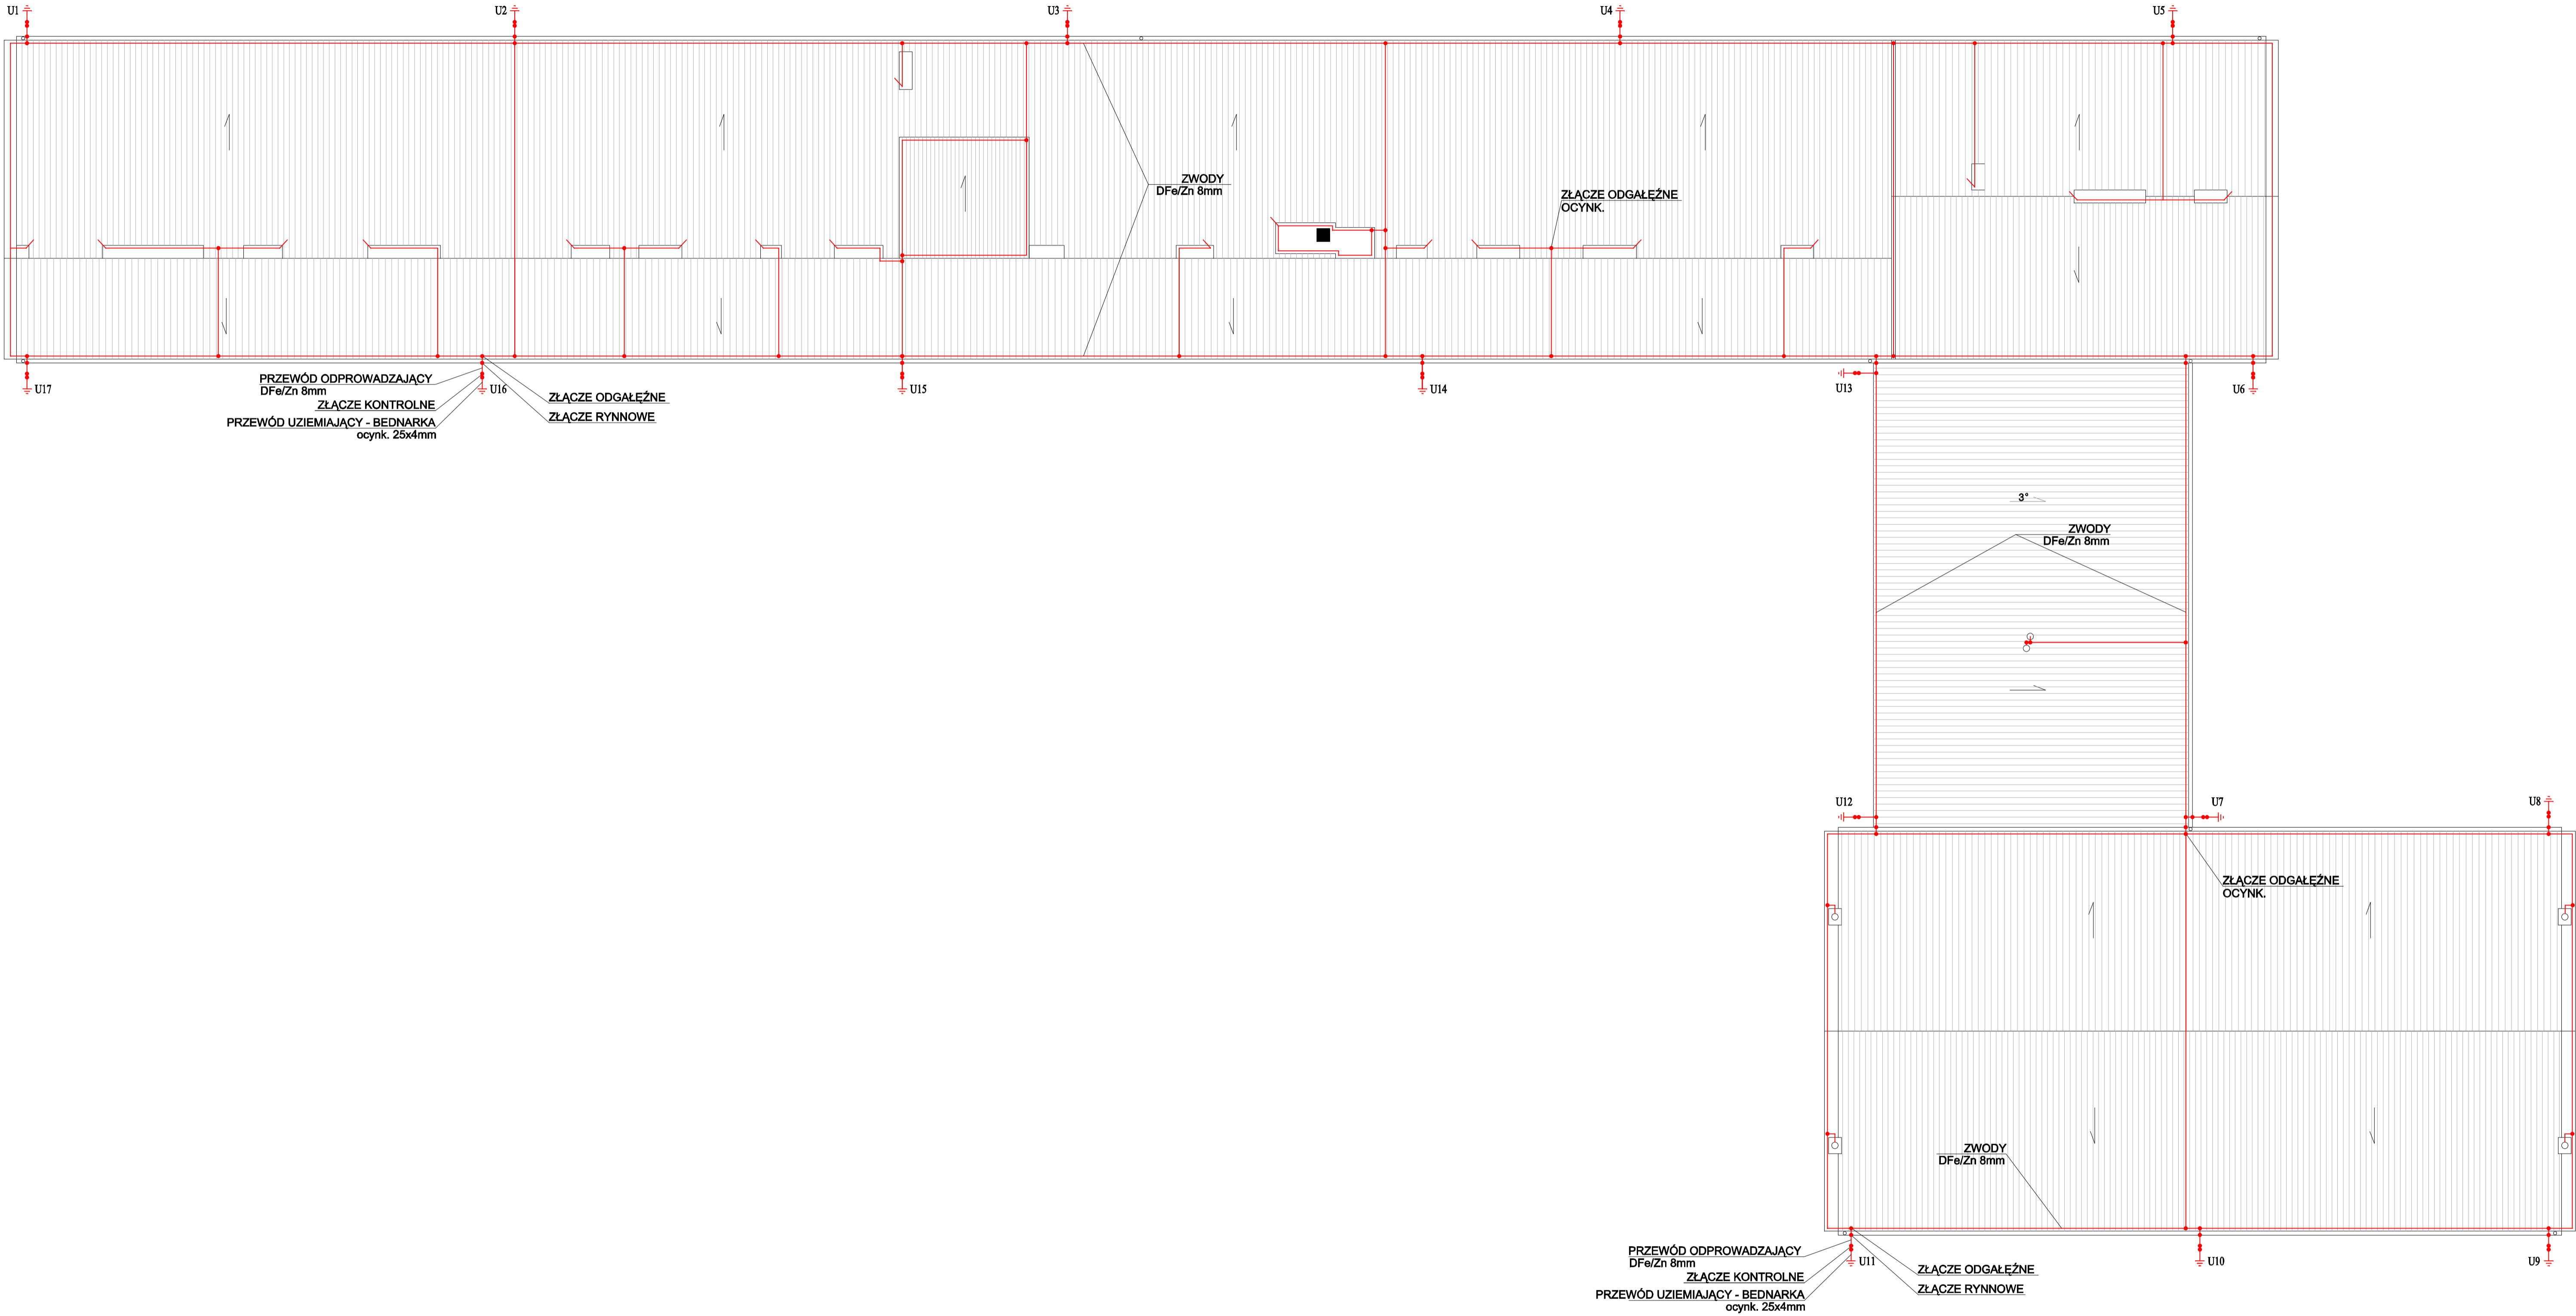 U1
U2
U3
U4
U5
ZWODY
DFe/Zn 8mm
ZŁĄCZE ODGAŁĘŹNE
OCYNK.
U17
U16
U15
U14
U13
U6
PRZEWÓD ODPROWADZAJĄCY
DFe/Zn 8mm
ZŁĄCZE KONTROLNE
PRZEWÓD UZIEMIAJĄCY - BEDNARKA
ocynk. 25x4mm
ZŁĄCZE ODGAŁĘŹNE
ZŁĄCZE RYNNOWE
3°
ZWODY
DFe/Zn 8mm
U12
U7
U8
ZŁĄCZE ODGAŁĘŹNE
OCYNK.
ZWODY
DFe/Zn 8mm
PRZEWÓD ODPROWADZAJĄCY
DFe/Zn 8mm
ZŁĄCZE KONTROLNE
PRZEWÓD UZIEMIAJĄCY - BEDNARKA
ocynk. 25x4mm
U11
ZŁĄCZE ODGAŁĘŹNE
ZŁĄCZE RYNNOWE
U10
U9